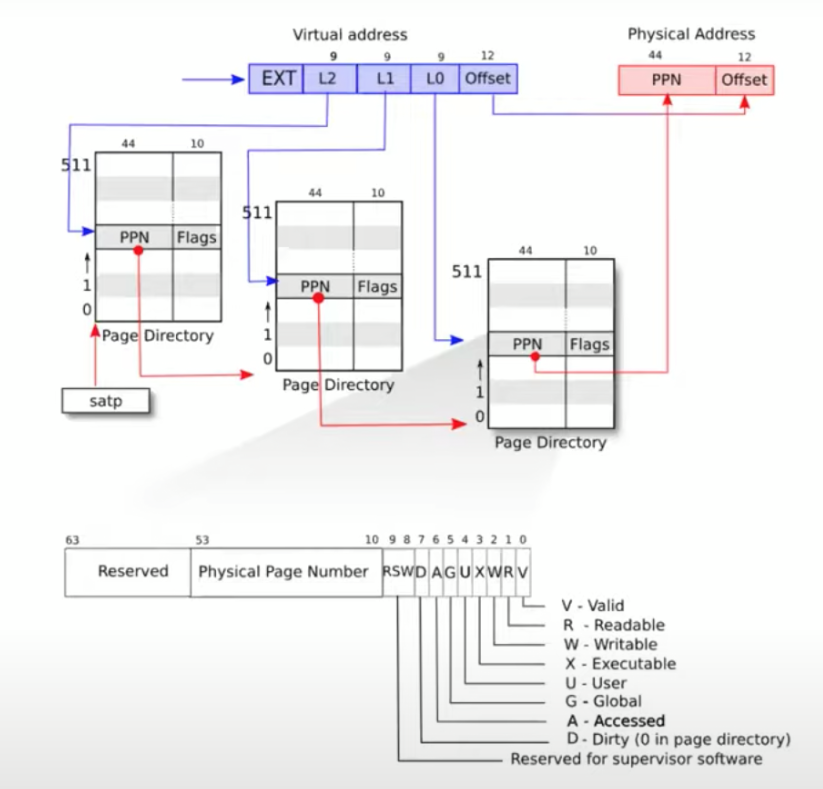 Virtual address
Physical Address
9 9 9 12
44 12
EXT L2 L1 L0 Offset
PPN Offset
44 10
511
PPN Flags
1
0
Page Directory
satp
44 10
511
PPN Flags
1
0
Page Directory
44 10
511
PPN Flags
1
0
Page Directory
63 53 10 9 8 7 6 5 4 3 2 1 0
Reserved Physical Page Number RSW D A G U X W R V
V - Valid
R - Readable
W - Writable
X - Executable
U - User
G - Global
A - Accessed
D - Dirty (0 in page directory)
Reserved for supervisor software